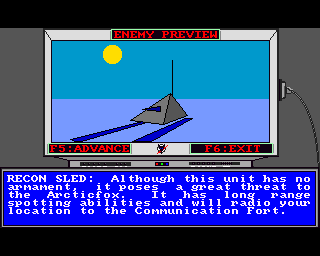 ENEMY PREVIEW
F5:ADVANCE
F6:EXIT
RECON SLED: Although this unit has no
armament, it poses a great threat to
the Arcticfox. It has long range
spotting abilities and will radio your
location to the Communication Fort.